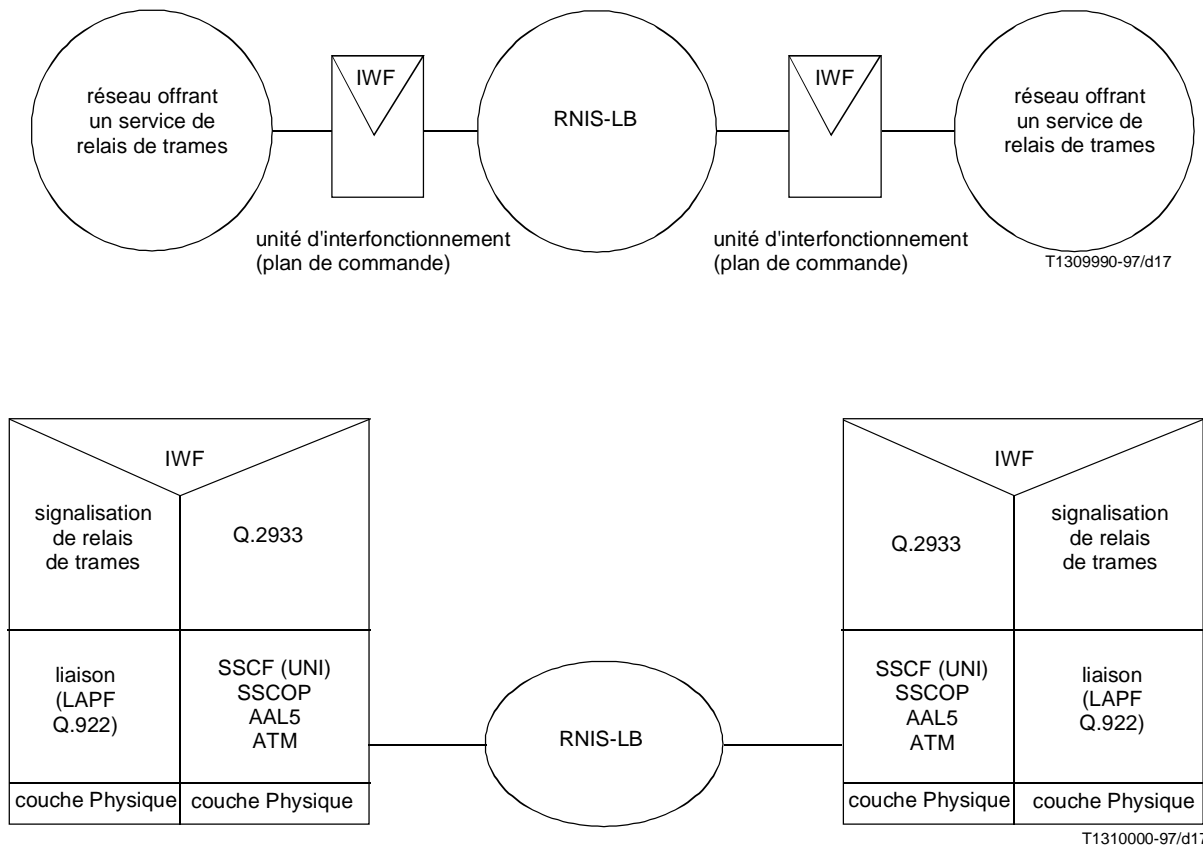 réseau offrant
un service de
relais de trames
IWF
RNIS-LB
IWF
réseau offrant
un service de
relais de trames
unité d'interfonctionnement
(plan de commande)
unité d'interfonctionnement
(plan de commande)
T1309990-97/d17
IWF
signalisation
de relais
de trames
Q.2933
liaison
(LAPF
Q.922)
SSCF (UNI)
SSCOP
AAL5
ATM
couche Physique
couche Physique
RNIS-LB
IWF
Q.2933
signalisation
de relais
de trames
SSCF (UNI)
SSCOP
AAL5
ATM
liaison
(LAPF
Q.922)
couche Physique
couche Physique
T1310000-97/d17